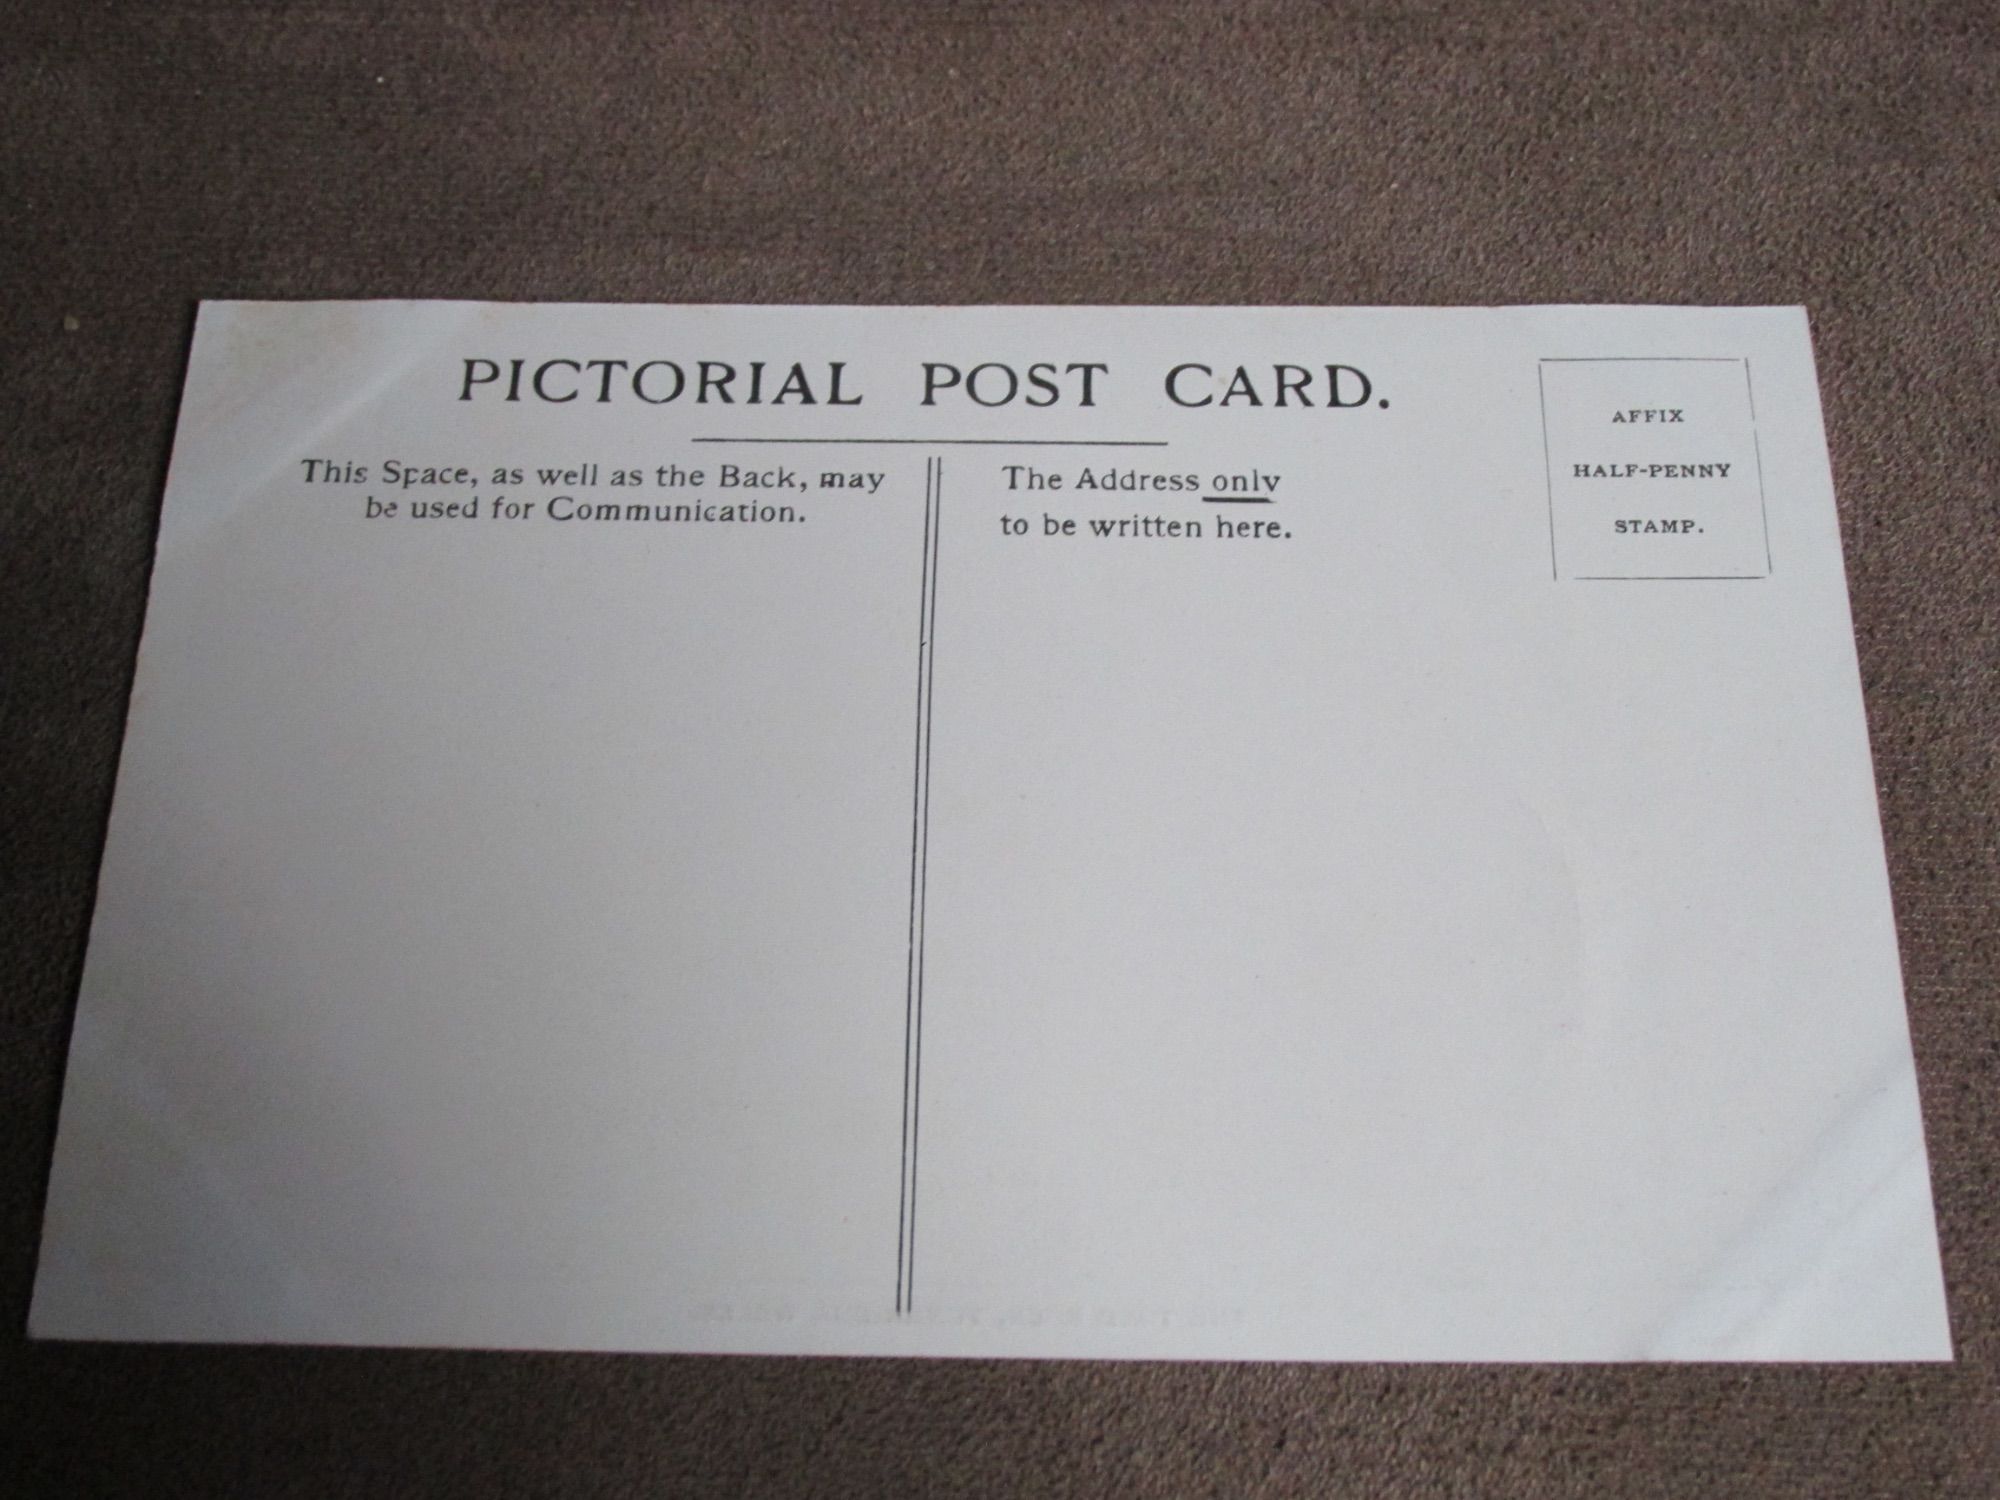 PICTORIAL POST CARD.
This Space, as well as the Back, may
be used for Communication.
The Address only
to be written here.
AFFIX
HALF-PENNY
STAMP.